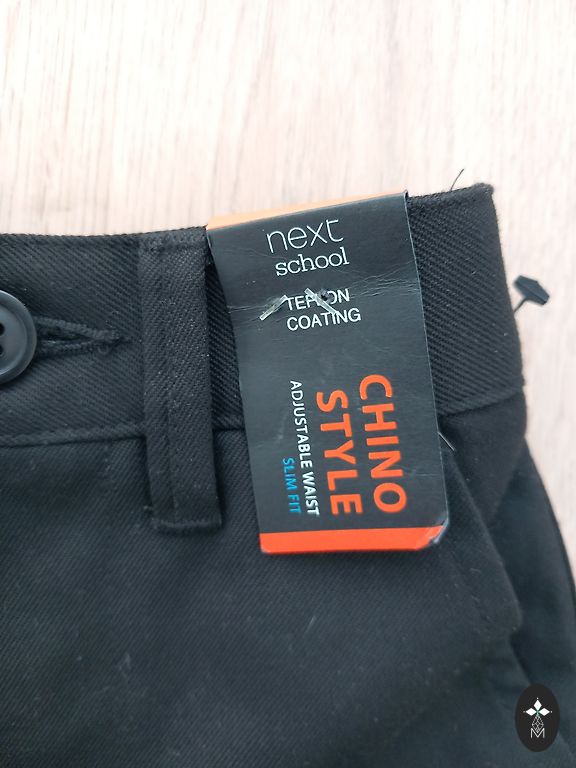 next
school
TEFLON
COATING
CHINO
STYLE
ADJUSTABLE WAIST
SLIM FIT
M